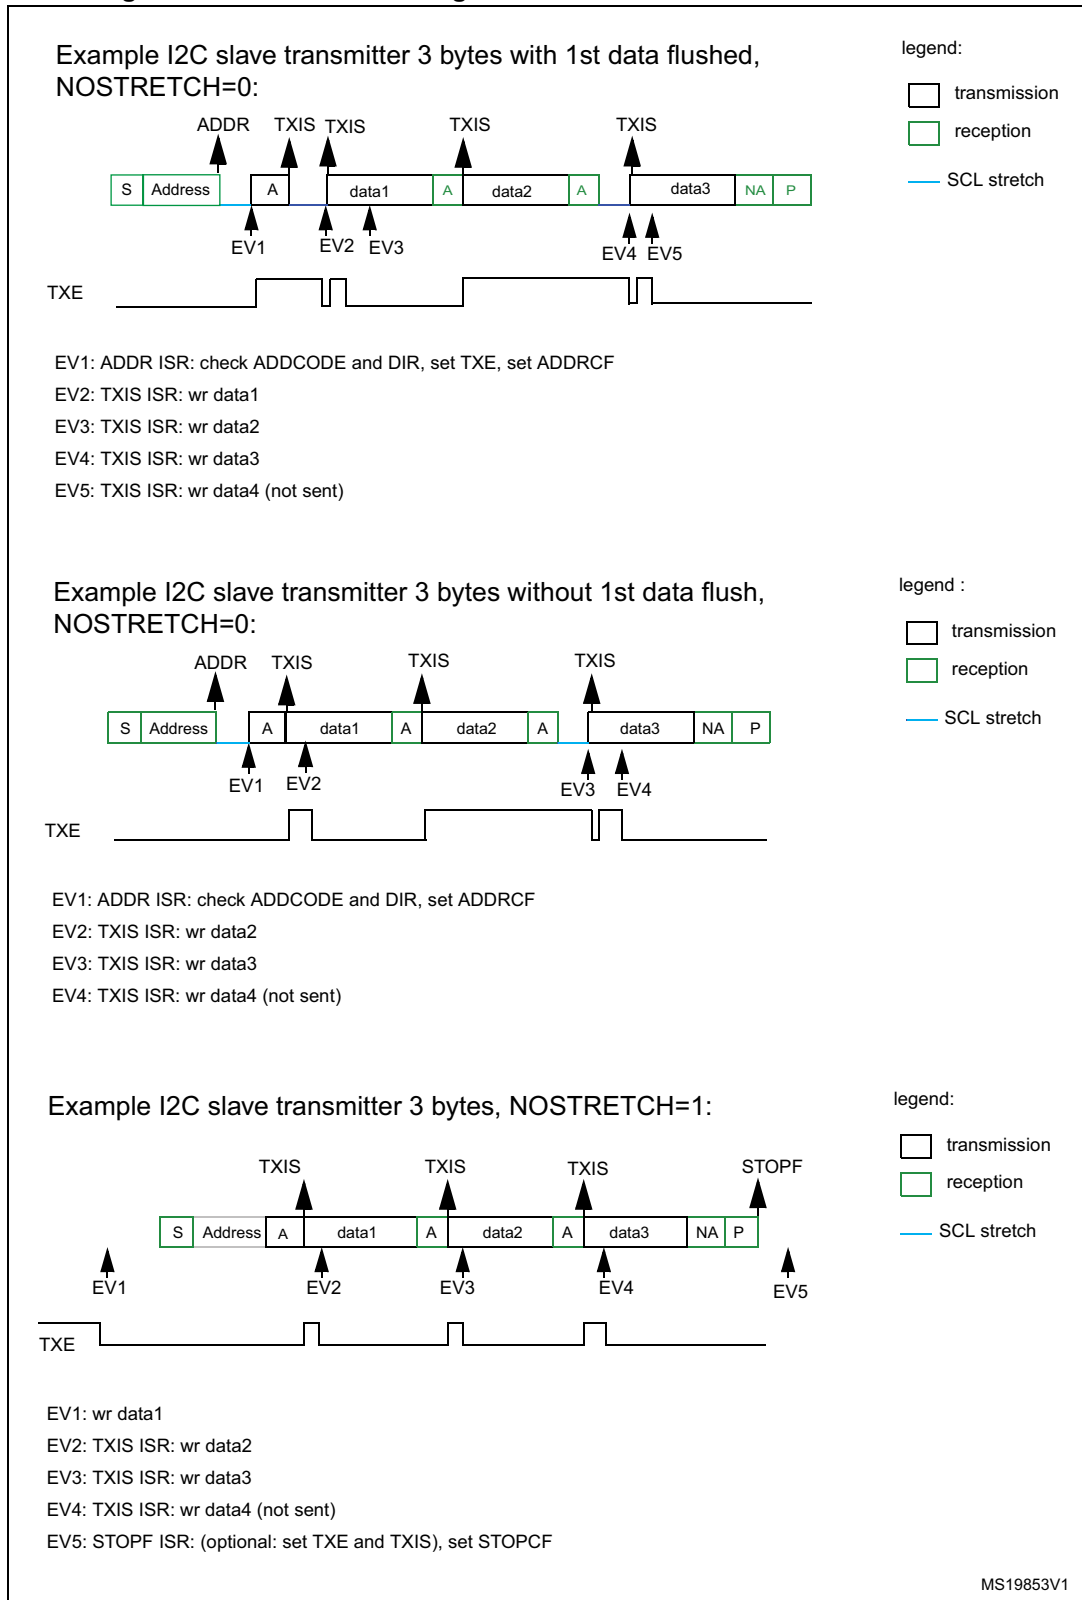 Example I2C slave transmitter 3 bytes with 1st data flushed,
NOSTRETCH=0:
legend:
transmission
reception
SCL stretch
ADDR TXIS TXIS TXIS TXIS
S Address A data1 A data2 A data3 NA P
EV1 EV2 EV3 EV4 EV5
TXE
EV1: ADDR ISR: check ADDCODE and DIR, set TXE, set ADDRCF
EV2: TXIS ISR: wr data1
EV3: TXIS ISR: wr data2
EV4: TXIS ISR: wr data3
EV5: TXIS ISR: wr data4 (not sent)
Example I2C slave transmitter 3 bytes without 1st data flush,
NOSTRETCH=0:
legend :
transmission
reception
SCL stretch
ADDR TXIS TXIS TXIS
S Address A data1 A data2 A data3 NA P
EV1 EV2 EV3 EV4
TXE
EV1: ADDR ISR: check ADDCODE and DIR, set ADDRCF
EV2: TXIS ISR: wr data2
EV3: TXIS ISR: wr data3
EV4: TXIS ISR: wr data4 (not sent)
Example I2C slave transmitter 3 bytes, NOSTRETCH=1:
legend:
transmission
reception
SCL stretch
TXIS TXIS TXIS STOPF
S Address A data1 A data2 A data3 NA P
EV1 EV2 EV3 EV4 EV5
TXE
EV1: wr data1
EV2: TXIS ISR: wr data2
EV3: TXIS ISR: wr data3
EV4: TXIS ISR: wr data4 (not sent)
EV5: STOPF ISR: (optional: set TXE and TXIS), set STOPCF
MS19853V1